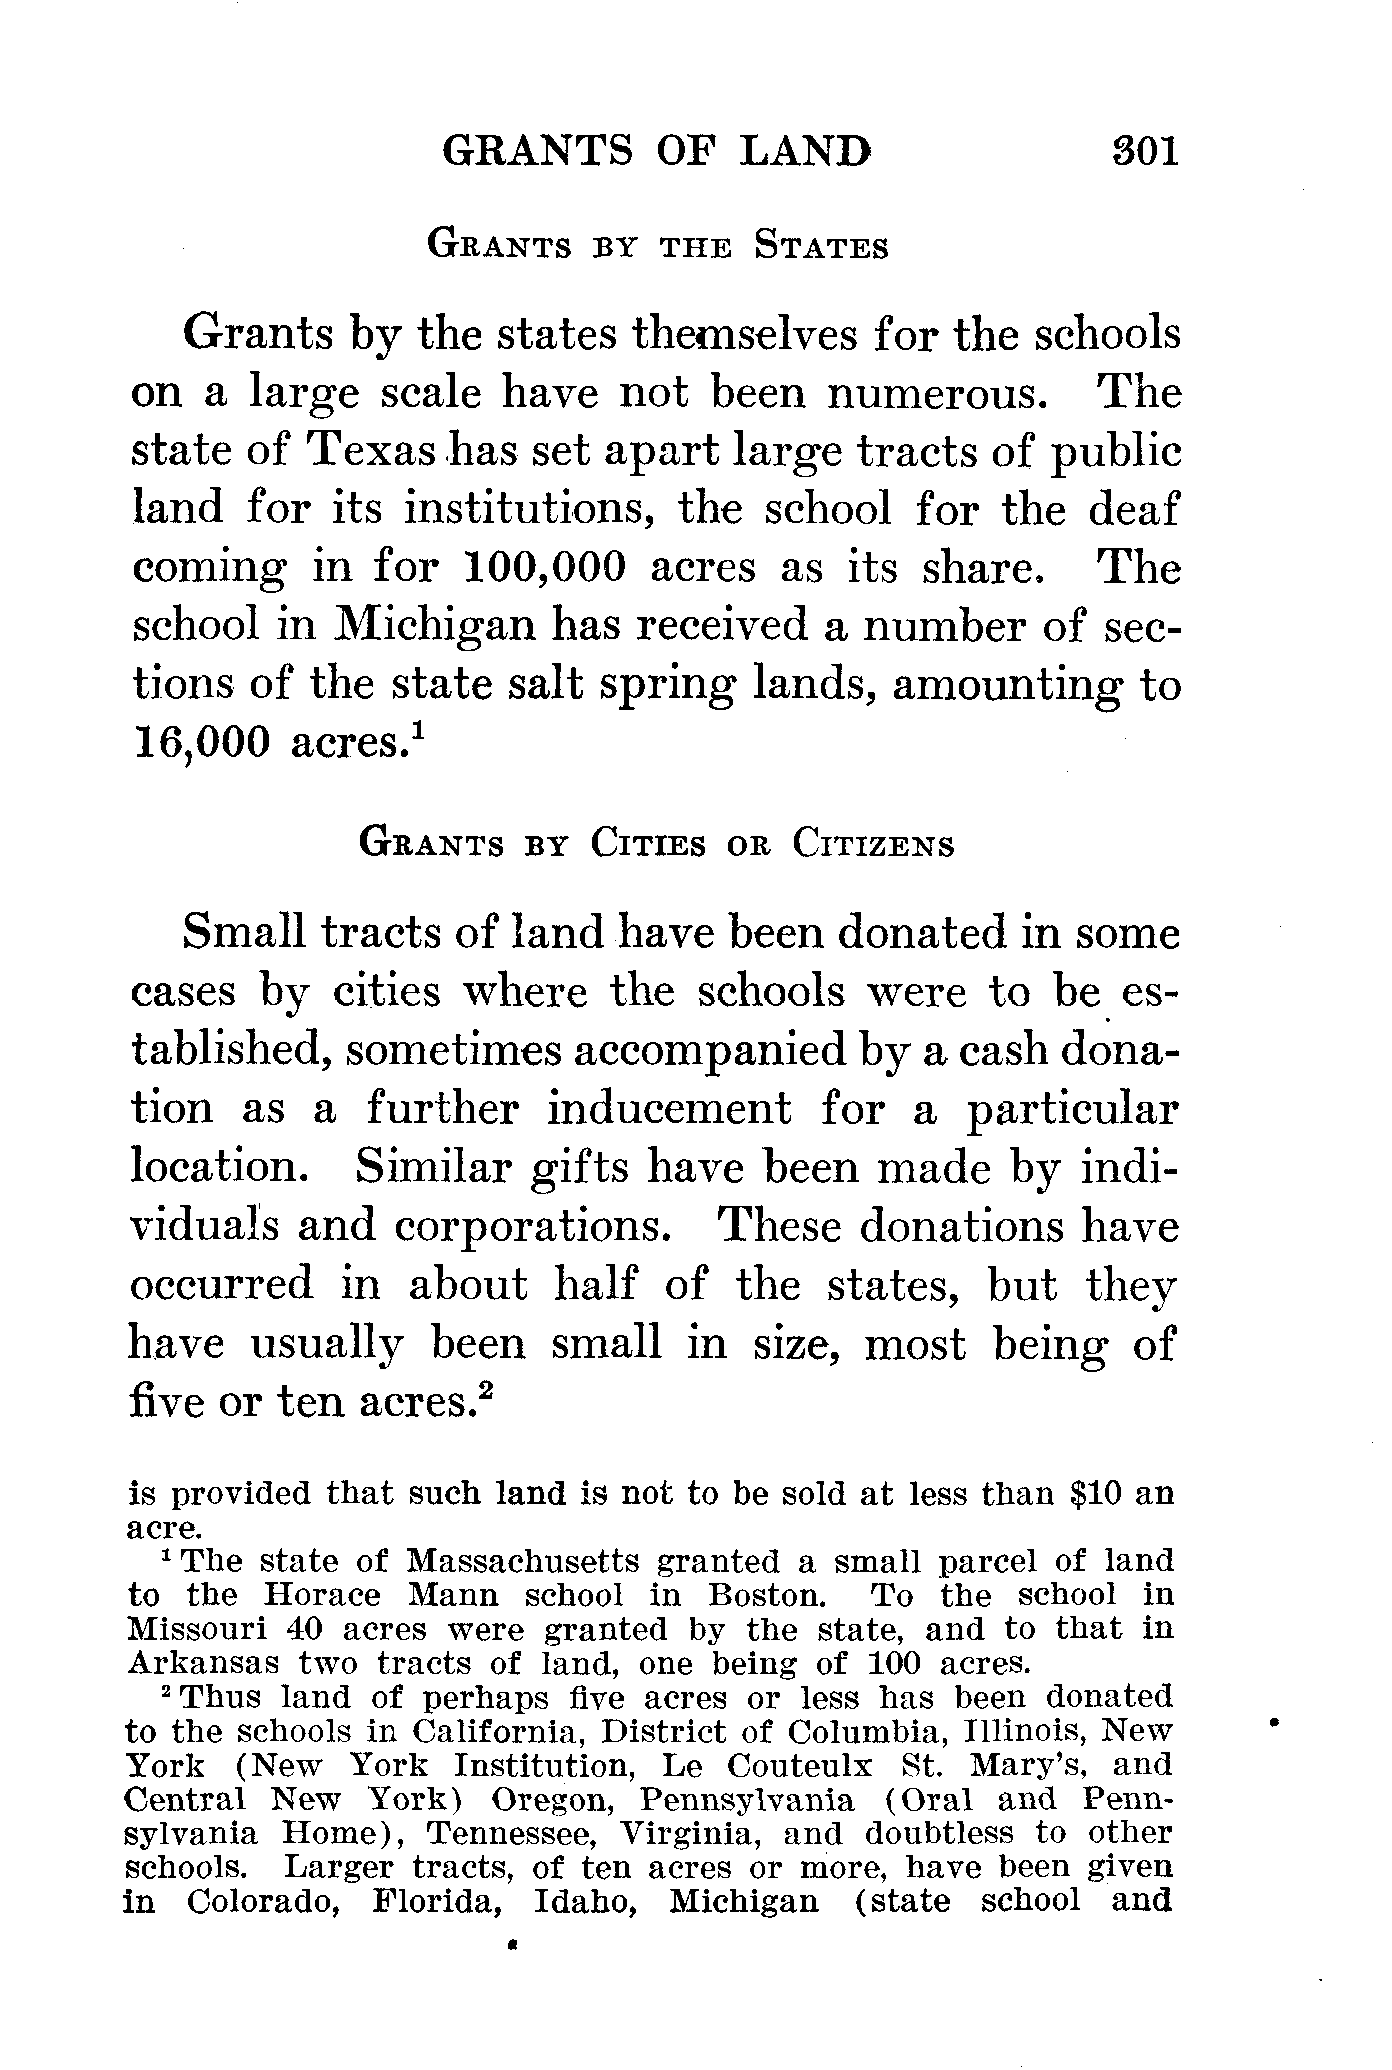 GRANTS OF LAND 301
GRANTS BY THE STATES
Grants by the states themselves for the schools
on a large scale have not been numerous. The
state of Texas has set apart large tracts of public
land for its institutions, the school for the deaf
coming in for 100,000 acres as its share. The
school in Michigan has received a number of sec-
tions of the state salt spring lands, amounting to
16,000 acres.¹
GRANTS BY CITIES OR CITIZENS
Small tracts of land have been donated in some
cases by cities where the schools were to be es-
tablished, sometimes accompanied by a cash dona-
tion as a further inducement for a particular
location. Similar gifts have been made by indi-
viduals and corporations. These donations have
occurred in about half of the states, but they
have usually been small in size, most being of
five or ten acres.²
is provided that such land is not to be sold at less than $10 an
acre.
¹ The state of Massachusetts granted a small parcel of land
to the Horace Mann school in Boston. To the school in
Missouri 40 acres were granted by the state, and to that in
Arkansas two tracts of land, one being of 100 acres.
² Thus land of perhaps five acres or less has been donated
to the schools in California, District of Columbia, Illinois, New
York (New York Institution, Le Couteulx St. Mary's, and
Central New York) Oregon, Pennsylvania (Oral and Penn-
sylvania Home), Tennessee, Virginia, and doubtless to other
schools. Larger tracts, of ten acres or more, have been given
in Colorado, Florida, Idaho, Michigan (state school and